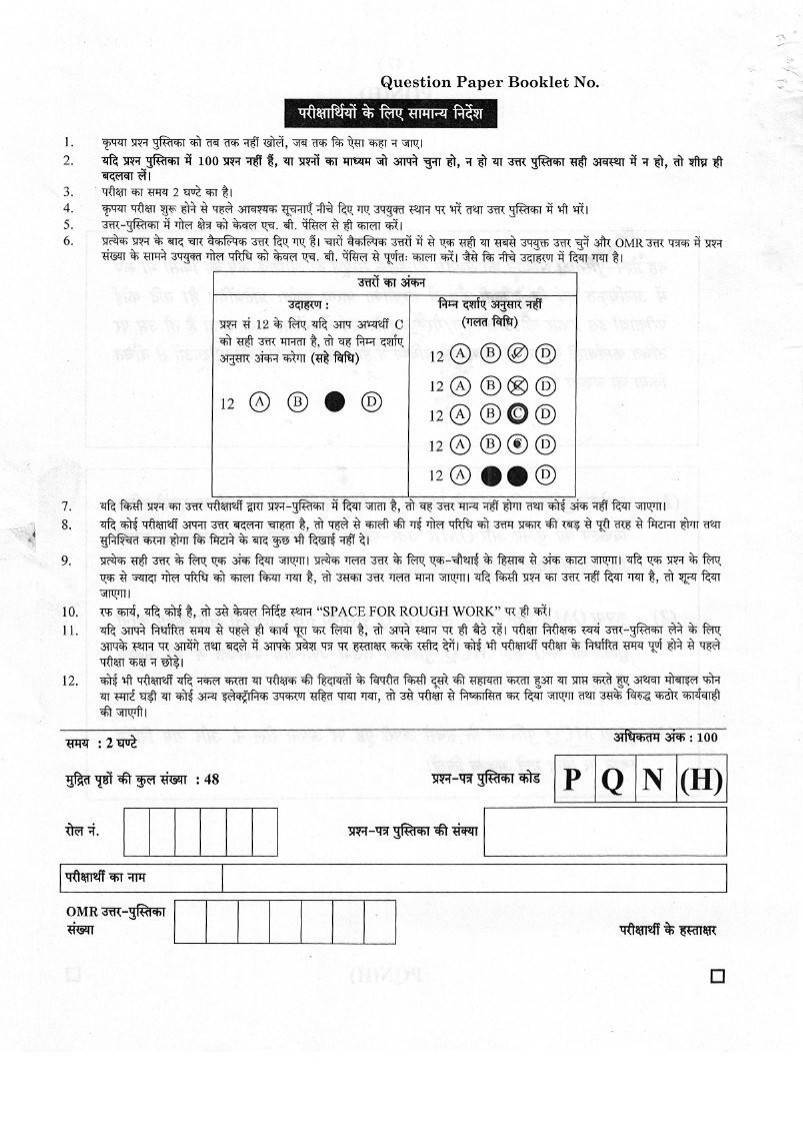 Question Paper Booklet No.
परीक्षार्थियों के लिए सामान्य निर्देश
1. कृपया प्रश्न पुस्तिका को तब तक नहीं खोलें, जब तक कि ऐसा कहा न जाए।
2. यदि प्रश्न पुस्तिका में 100 प्रश्न नहीं हैं, या प्रश्नों का माध्यम जो आपने चुना हो, न हो या उत्तर पुस्तिका सही अवस्था में न हो, तो शीघ्र ही
बदलवा लें।
3. परीक्षा का समय 2 घण्टे का है।
4. कृपया परीक्षा शुरू होने से पहले आवश्यक सूचनाएँ नीचे दिए गए उपयुक्त स्थान पर भरें तथा उत्तर पुस्तिका में भी भरें।
5. उत्तर-पुस्तिका में गोल क्षेत्र को केवल एच. बी. पेंसिल से ही काला करें।
6. प्रत्येक प्रश्न के बाद चार वैकल्पिक उत्तर दिए गए हैं। चारों वैकल्पिक उत्तरों में से एक सही या सबसे उपयुक्त उत्तर चुनें और OMR उत्तर पत्रक में प्रश्न
संख्या के सामने उपयुक्त गोल परिधि को केवल एच. बी. पेंसिल से पूर्णतः काला करें। जैसे कि नीचे उदाहरण में दिया गया है।
उत्तरों का अंकन
उदाहरण :
प्रश्न सं 12 के लिए यदि आप अभ्यर्थी C
को सही उत्तर मानता है, तो वह निम्न दर्शाए
अनुसार अंकन करेगा (सहे विधि)
12 A B D
निम्न दर्शाए अनुसार नहीं
(गलत विधि)
12 A B C D
12 A B C D
12 A B C D
12 A B C D
12 A D
7. यदि किसी प्रश्न का उत्तर परीक्षार्थी द्वारा प्रश्न-पुस्तिका में दिया जाता है, तो वह उत्तर मान्य नहीं होगा तथा कोई अंक नहीं दिया जाएगा।
8. यदि कोई परीक्षार्थी अपना उत्तर बदलना चाहता है, तो पहले से काली की गई गोल परिधि को उत्तम प्रकार की रबड़ से पूरी तरह से मिटाना होगा तथा
सुनिश्चित करना होगा कि मिटाने के बाद कुछ भी दिखाई नहीं दे।
9. प्रत्येक सही उत्तर के लिए एक अंक दिया जाएगा। प्रत्येक गलत उत्तर के लिए एक-चौथाई के हिसाब से अंक काटा जाएगा। यदि एक प्रश्न के लिए
एक से ज्यादा गोल परिधि को काला किया गया है, तो उसका उत्तर गलत माना जाएगा। यदि किसी प्रश्न का उत्तर नहीं दिया गया है, तो शून्य दिया
जाएगा।
10. रफ कार्य, यदि कोई है, तो उसे केवल निर्दिष्ट स्थान “SPACE FOR ROUGH WORK” पर ही करें।
11. यदि आपने निर्धारित समय से पहले ही कार्य पूरा कर लिया है, तो अपने स्थान पर ही बैठे रहें। परीक्षा निरीक्षक स्वयं उत्तर-पुस्तिका लेने के लिए
आपके स्थान पर आयेंगे तथा बदले में आपके प्रवेश पत्र पर हस्ताक्षर करके रसीद देगें। कोई भी परीक्षार्थी परीक्षा के निर्धारित समय पूर्ण होने से पहले
परीक्षा कक्ष न छोड़े।
12. कोई भी परीक्षार्थी यदि नकल करता या परीक्षक की हिदायतों के विपरीत किसी दूसरे की सहायता करता हुआ या प्राप्त करते हुए अथवा मोबाइल फोन
या स्मार्ट घड़ी या कोई अन्य इलेक्ट्रॉनिक उपकरण सहित पाया गया, तो उसे परीक्षा से निष्कासित कर दिया जाएगा तथा उसके विरुद्ध कठोर कार्यवाही
की जाएगी।
समय : 2 घण्टे अधिकतम अंक : 100
मुद्रित पृष्ठों की कुल संख्या : 48 प्रश्न-पत्र पुस्तिका कोड P Q N (H)
रोल नं. प्रश्न-पत्र पुस्तिका की संख्या
परीक्षार्थी का नाम
OMR उत्तर-पुस्तिका
संख्या परीक्षार्थी के हस्ताक्षर